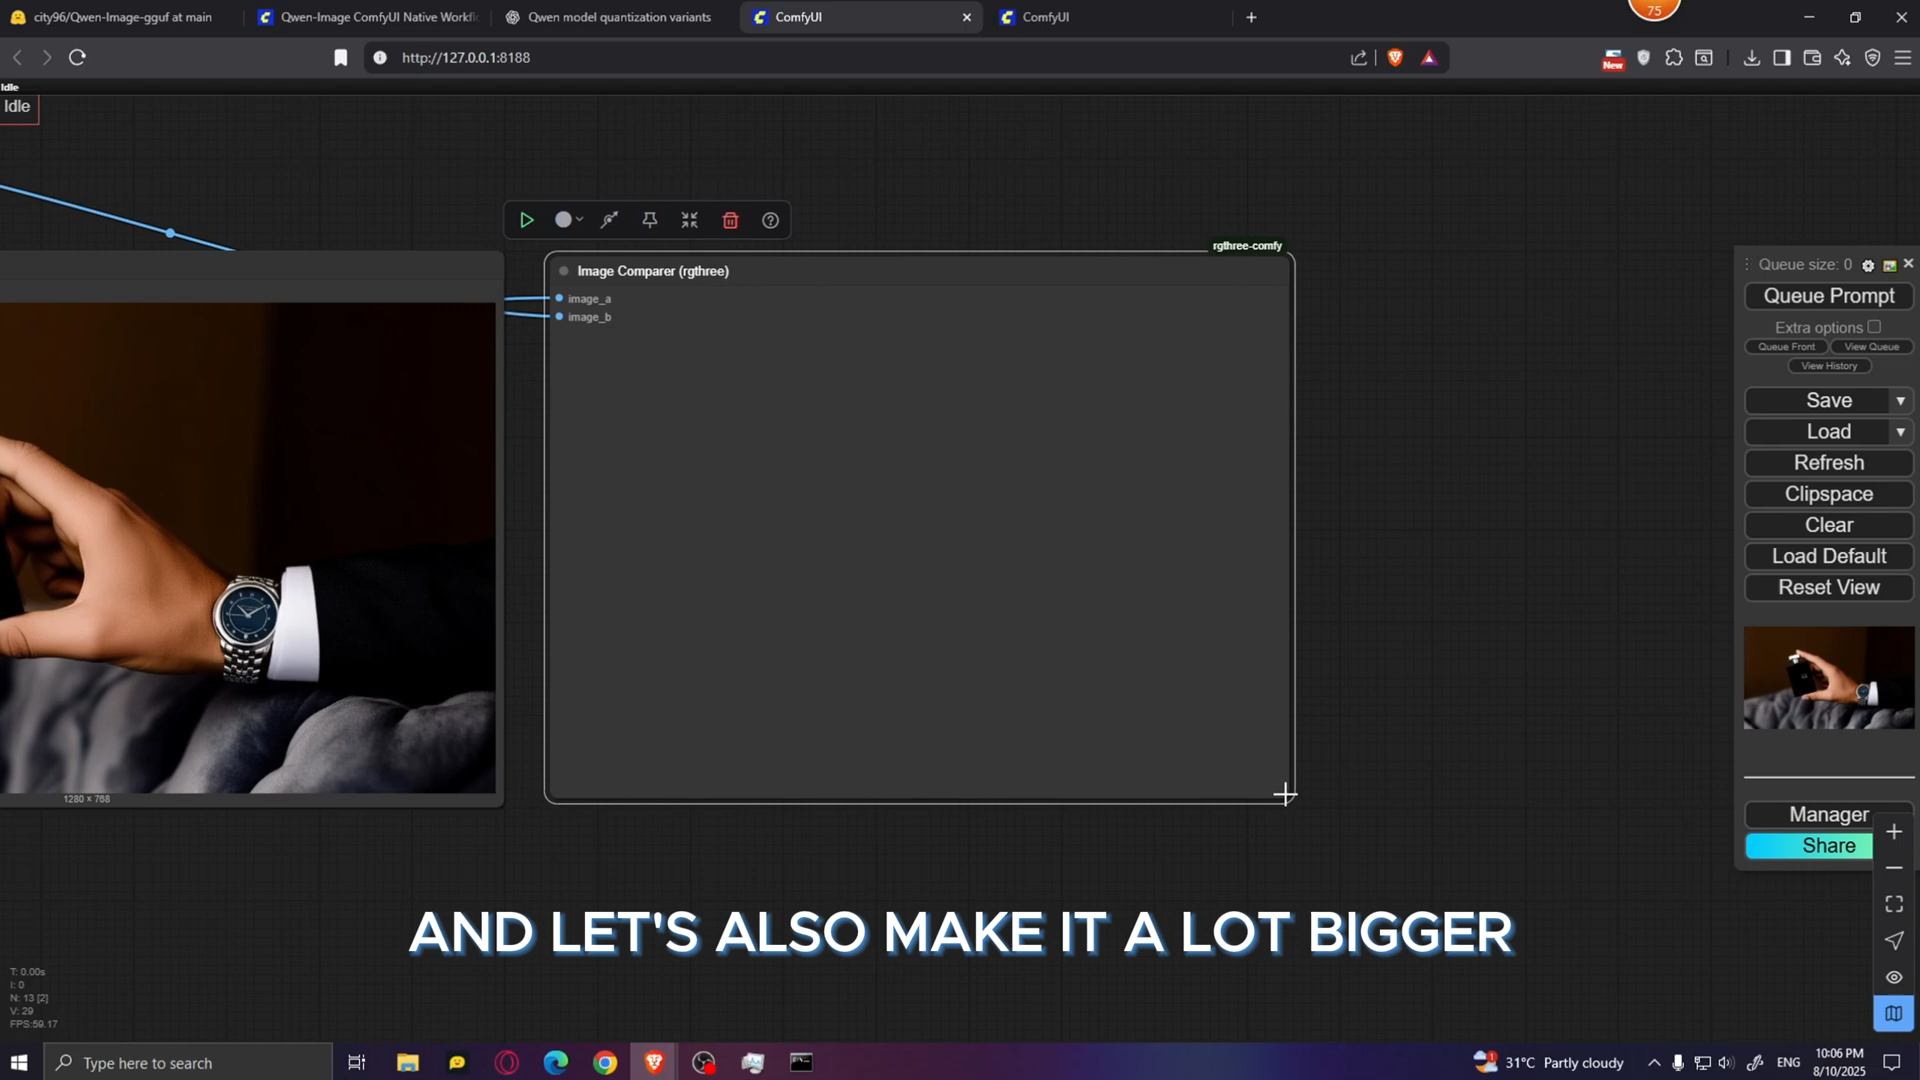 city96/Qwen-Image-gguf at main
Qwen-Image ComfyUI Native Workfl
Qwen model quantization variants
ComfyUI
ComfyUI
75
http://127.0.0.1:8188
New
Idle
Idle
rgthree-comfy
Image Comparer (rgthree)
image_a
image_b
1280 × 768
Queue size: 0
Queue Prompt
Extra options
Queue Front
View Queue
View History
Save
Load
Refresh
Clipspace
Clear
Load Default
Reset View
Manager
Share
AND LET'S ALSO MAKE IT A LOT BIGGER
T: 0.00s
I: 0
N: 13 [2]
V: 29
FPS:59.17
Type here to search
1
31°C Partly cloudy
ENG
10:06 PM
8/10/2025